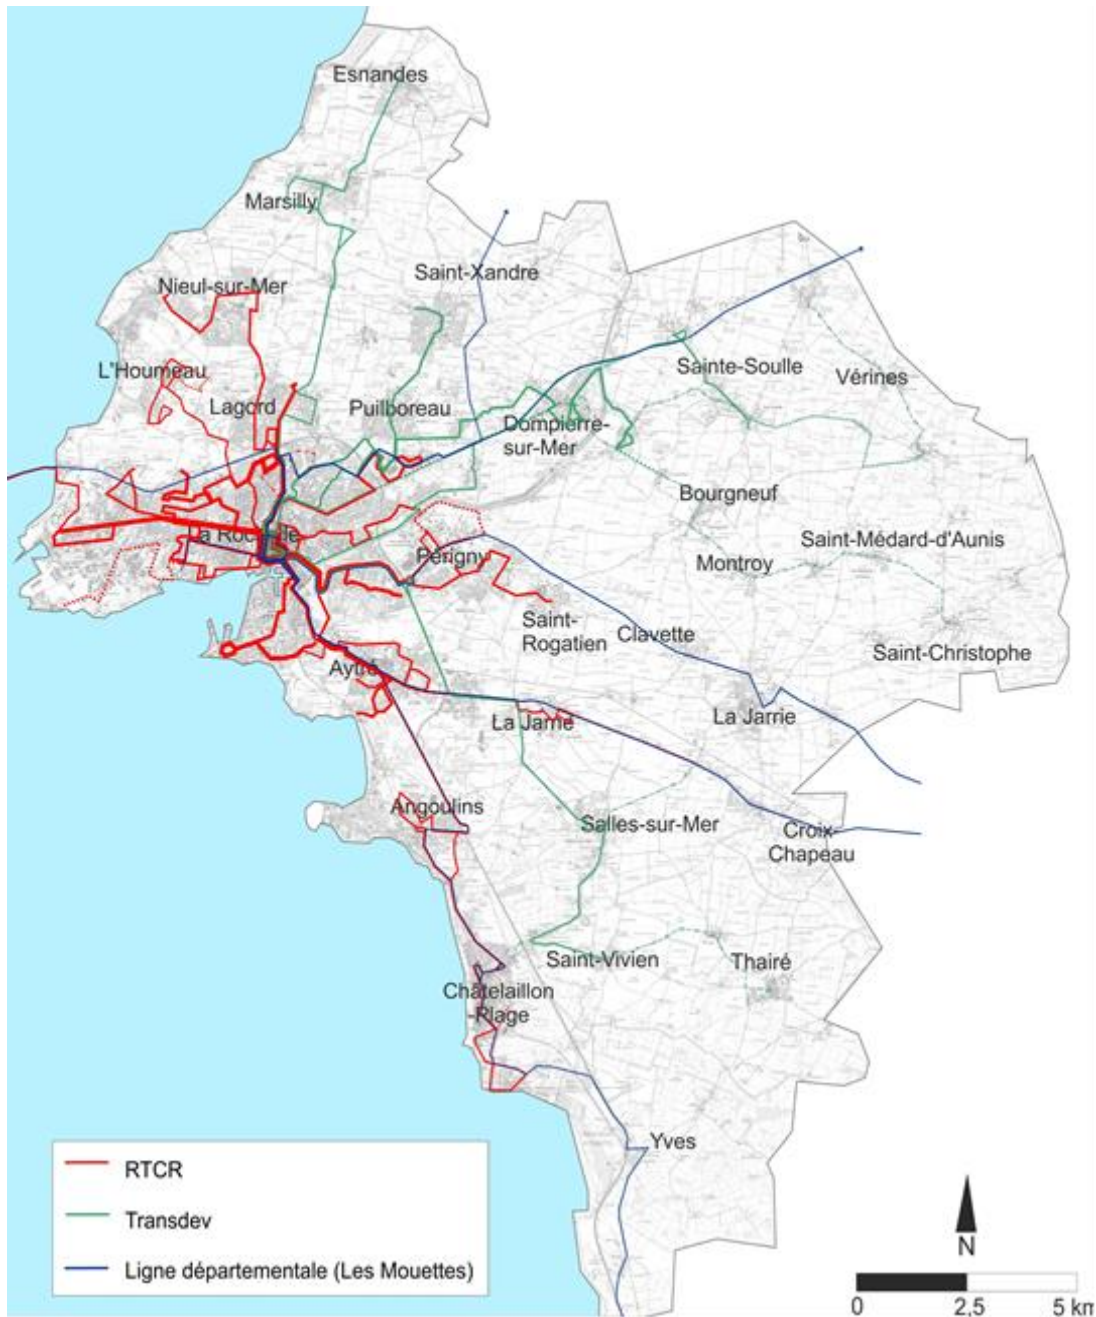 Esnandes
Marsilly
Saint-Xandre
Nieul-sur-Mer
L'Houmeau
Sainte-Soulle
Vérines
Lagord
Puilboreau
Dompierre-
sur-Mer
Bourgneuf
La Rochelle
Périgny
Montroy
Saint-Médard-d'Aunis
Saint-
Rogatien
Clavette
Saint-Christophe
Aytré
La Jarne
La Jarrie
Angoulins
Salles-sur-Mer
Croix-
Chapeau
Saint-Vivien
Thairé
Châtelaillon
-Plage
Yves
RTCR
Transdev
Ligne départementale (Les Mouettes)
N
0 2,5 5 km